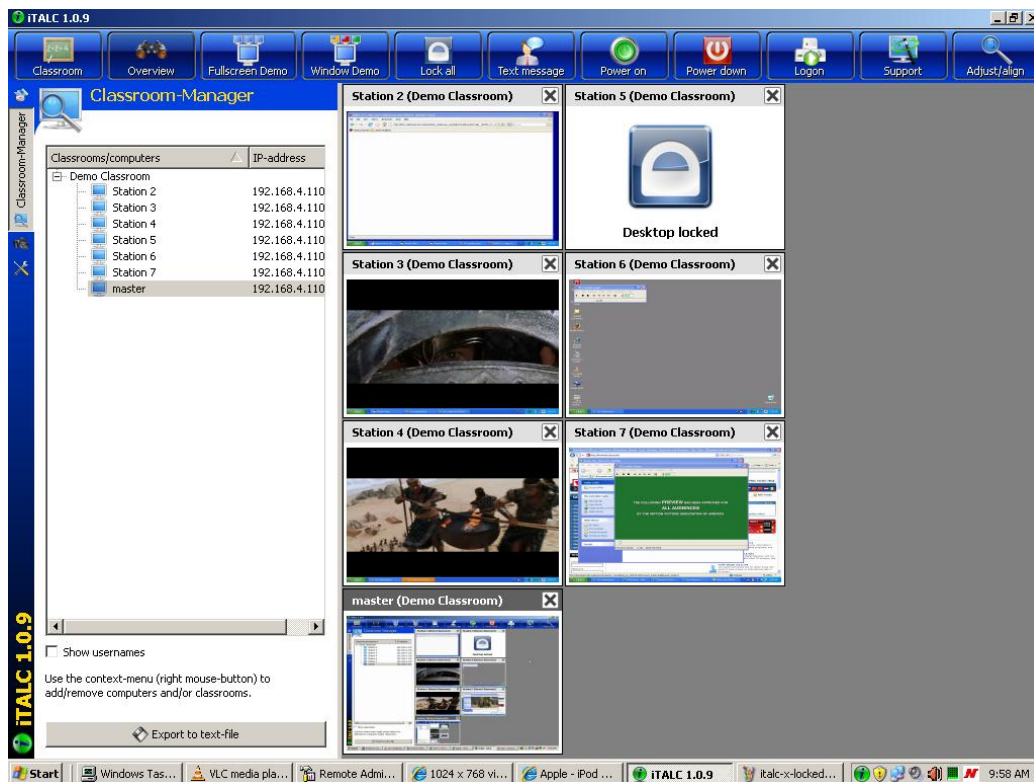 iTALC 1.0.9
Classroom
Overview
Fullscreen Demo
Window Demo
Lock all
Text message
Power on
Power down
Logon
Support
Adjust/align
Classroom-Manager
Classroom-Manager
Classrooms/computers
IP-address
Demo Classroom
Station 2 192.168.4.110
Station 3 192.168.4.110
Station 4 192.168.4.110
Station 5 192.168.4.110
Station 6 192.168.4.110
Station 7 192.168.4.110
master 192.168.4.110
Show usernames
Use the context-menu (right mouse-button) to
add/remove computers and/or classrooms.
Export to text-file
iTALC 1.0.9
Station 2 (Demo Classroom)
Station 5 (Demo Classroom)
Desktop locked
Station 3 (Demo Classroom)
Station 6 (Demo Classroom)
Station 4 (Demo Classroom)
Station 7 (Demo Classroom)
THE FOLLOWING PREVIEW HAS BEEN APPROVED FOR
ALL AUDIENCES
BY THE MOTION PICTURE ASSOCIATION OF AMERICA
master (Demo Classroom)
Start
Windows Tas...
VLC media pla...
Remote Admi...
1024 x 768 vi...
Apple - iPod ...
iTALC 1.0.9
italc-x-locked...
9:58 AM